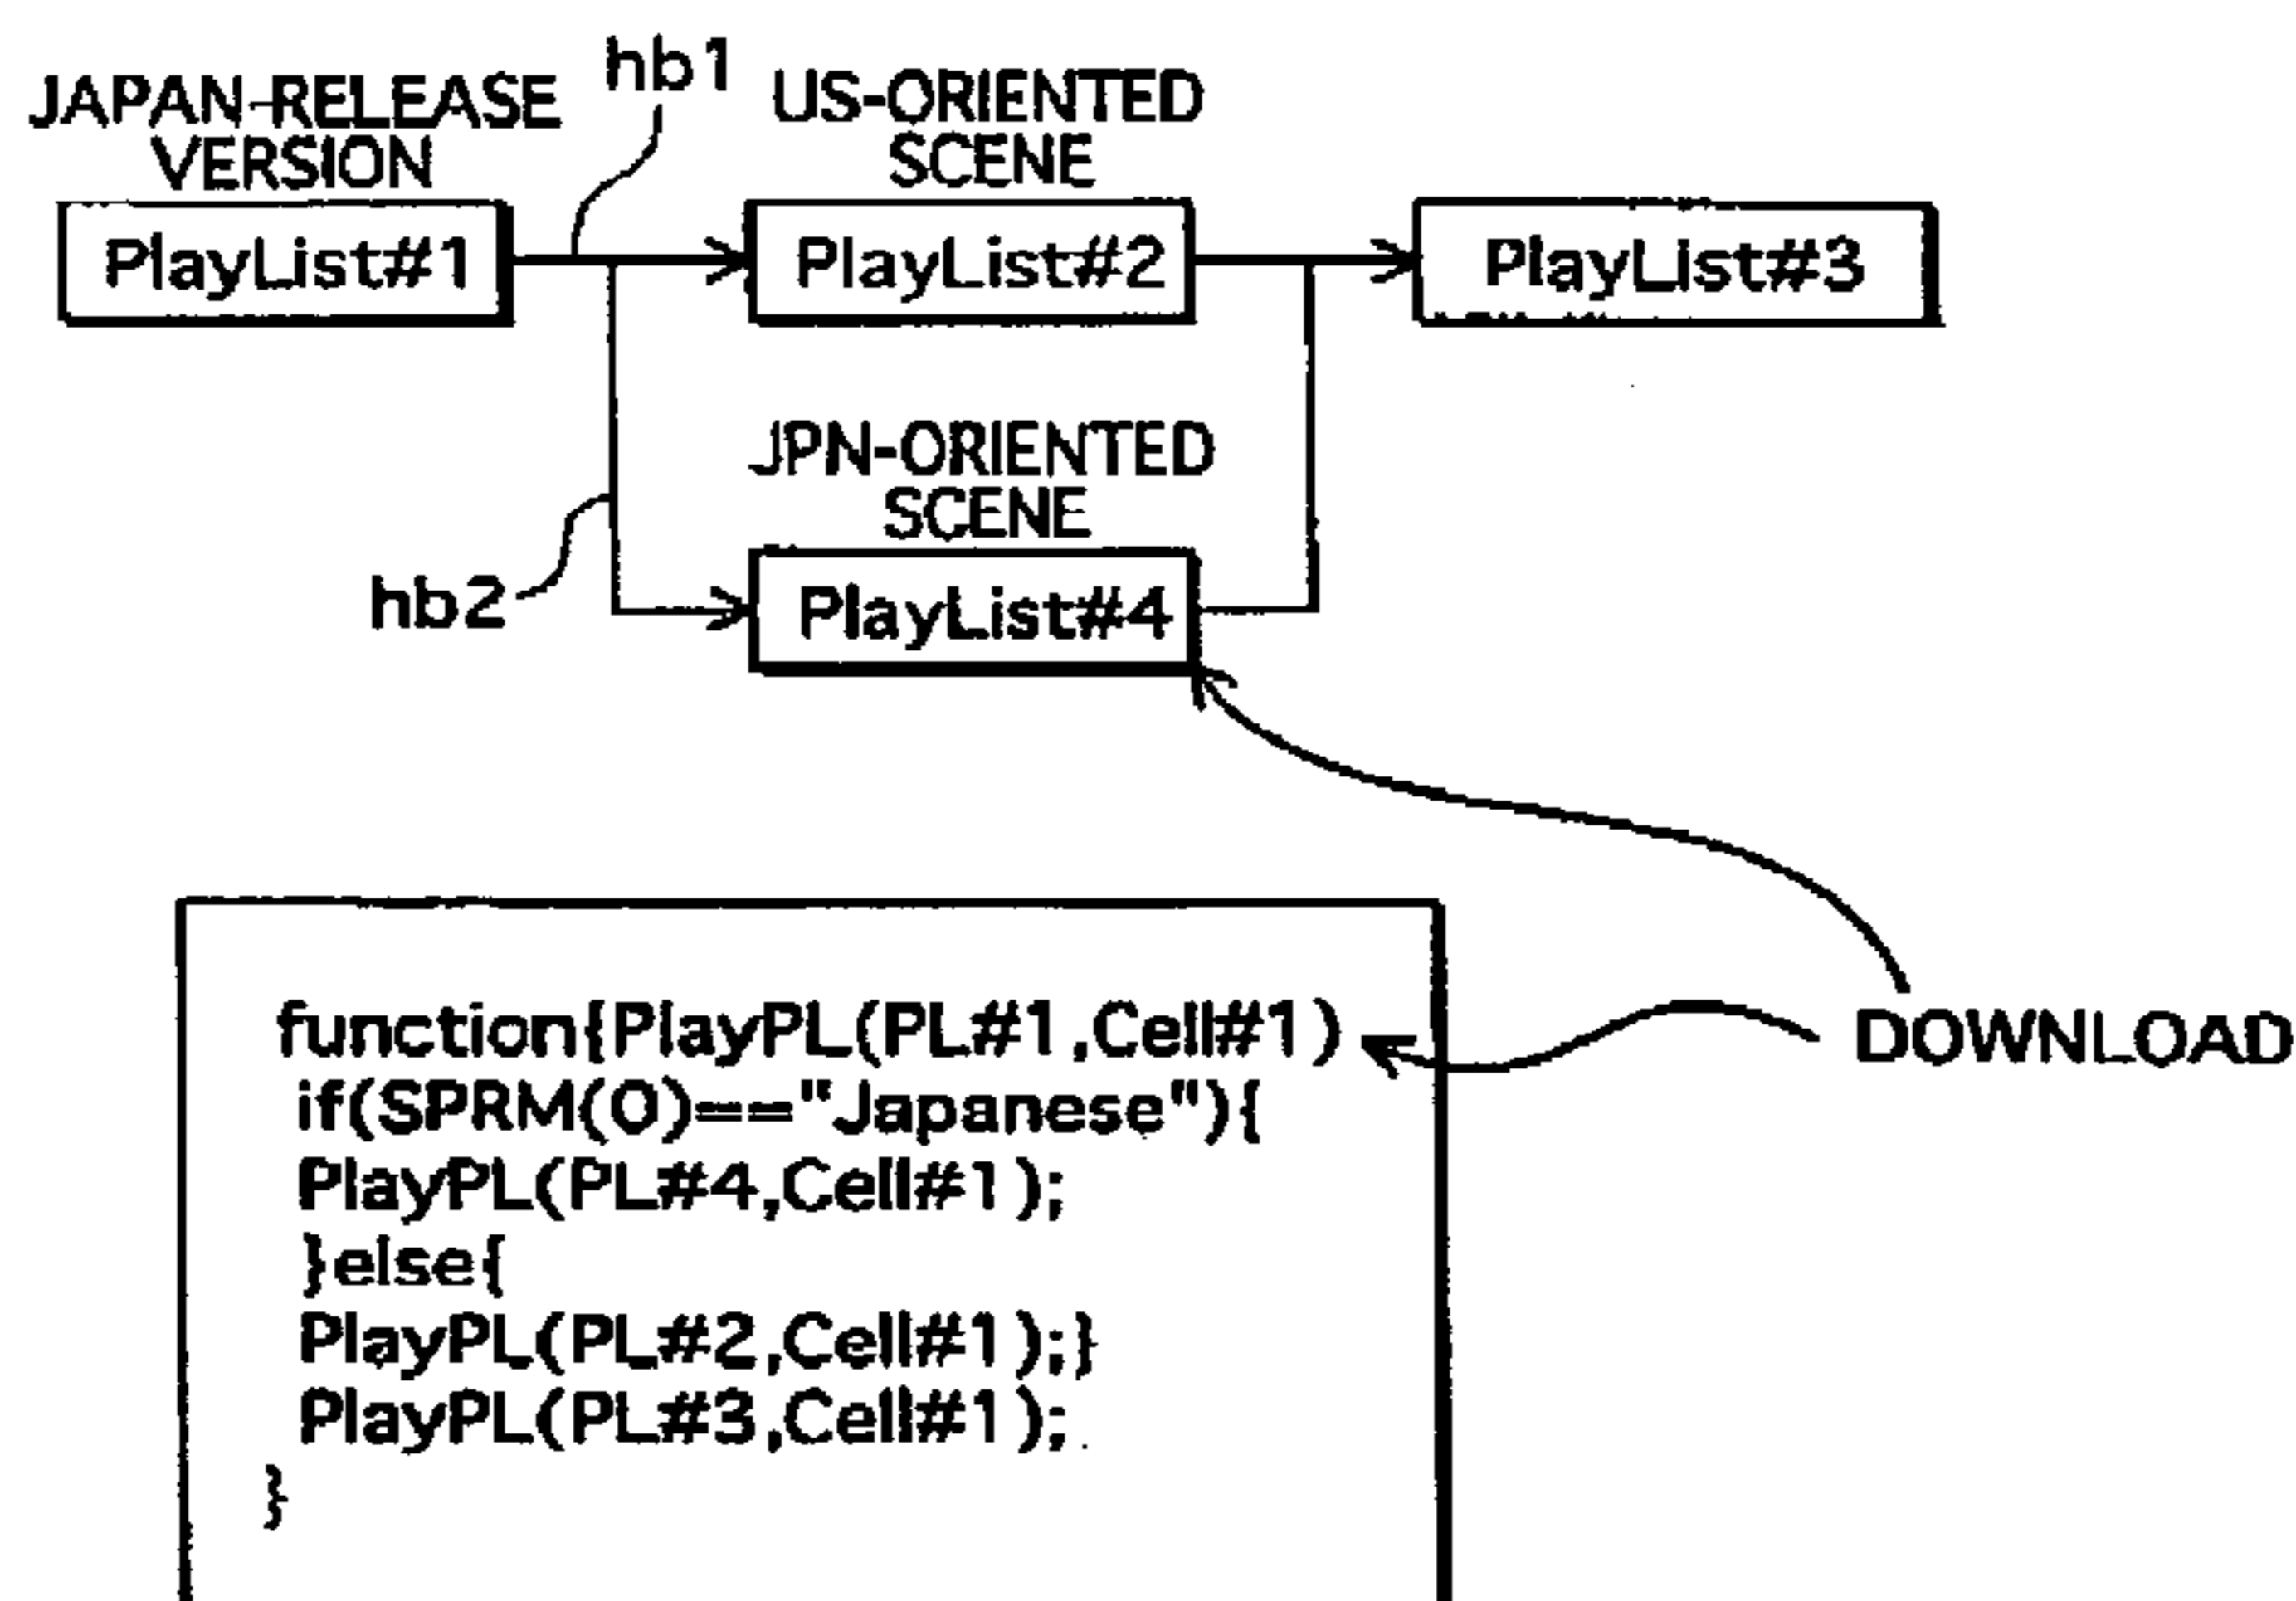 JAPAN-RELEASE
VERSION
hb1
US-ORIENTED
SCENE
PlayList#1
PlayList#2
PlayList#3
JPN-ORIENTED
SCENE
hb2
PlayList#4
function{PlayPL(PL#1,Cell#1)
if(SPRM(0)=="Japanese"){
PlayPL(PL#4,Cell#1);
}else{
PlayPL(PL#2,Cell#1);}
PlayPL(PL#3,Cell#1);
}
DOWNLOAD